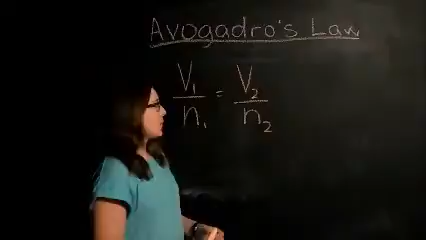 Avogadro's Law
V₁/n₁ = V₂/n₂